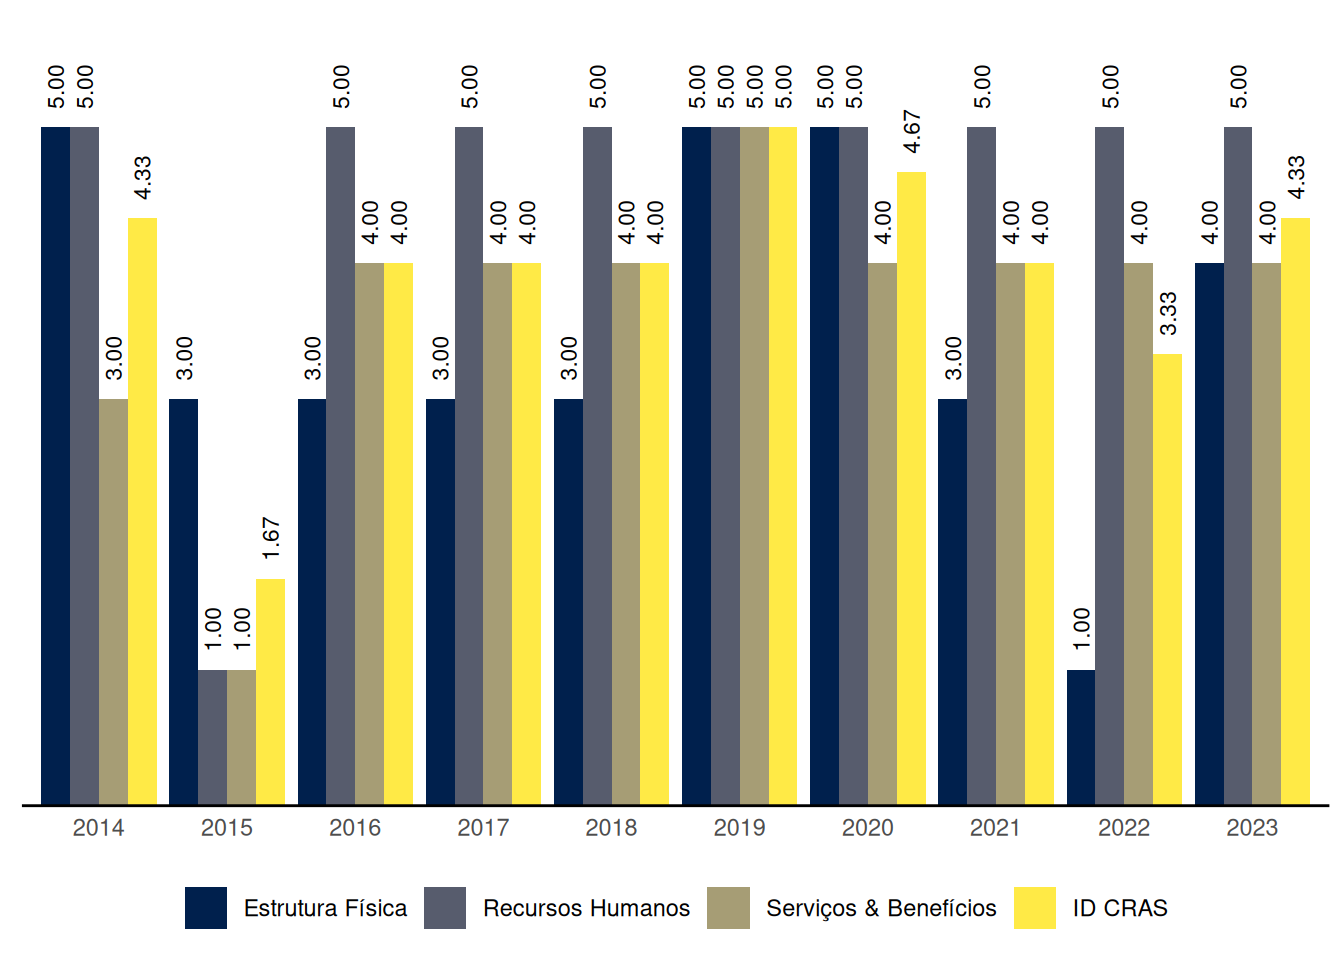 5.00 5.00 3.00 4.33
3.00 1.00 1.00 1.67
3.00 5.00 4.00 4.00
3.00 5.00 4.00 4.00
3.00 5.00 4.00 4.00
5.00 5.00 5.00 5.00
5.00 5.00 4.00 4.67
3.00 5.00 4.00 4.00
1.00 5.00 4.00 3.33
4.00 5.00 4.00 4.33
2014 2015 2016 2017 2018 2019 2020 2021 2022 2023
Estrutura Física Recursos Humanos Serviços & Benefícios ID CRAS